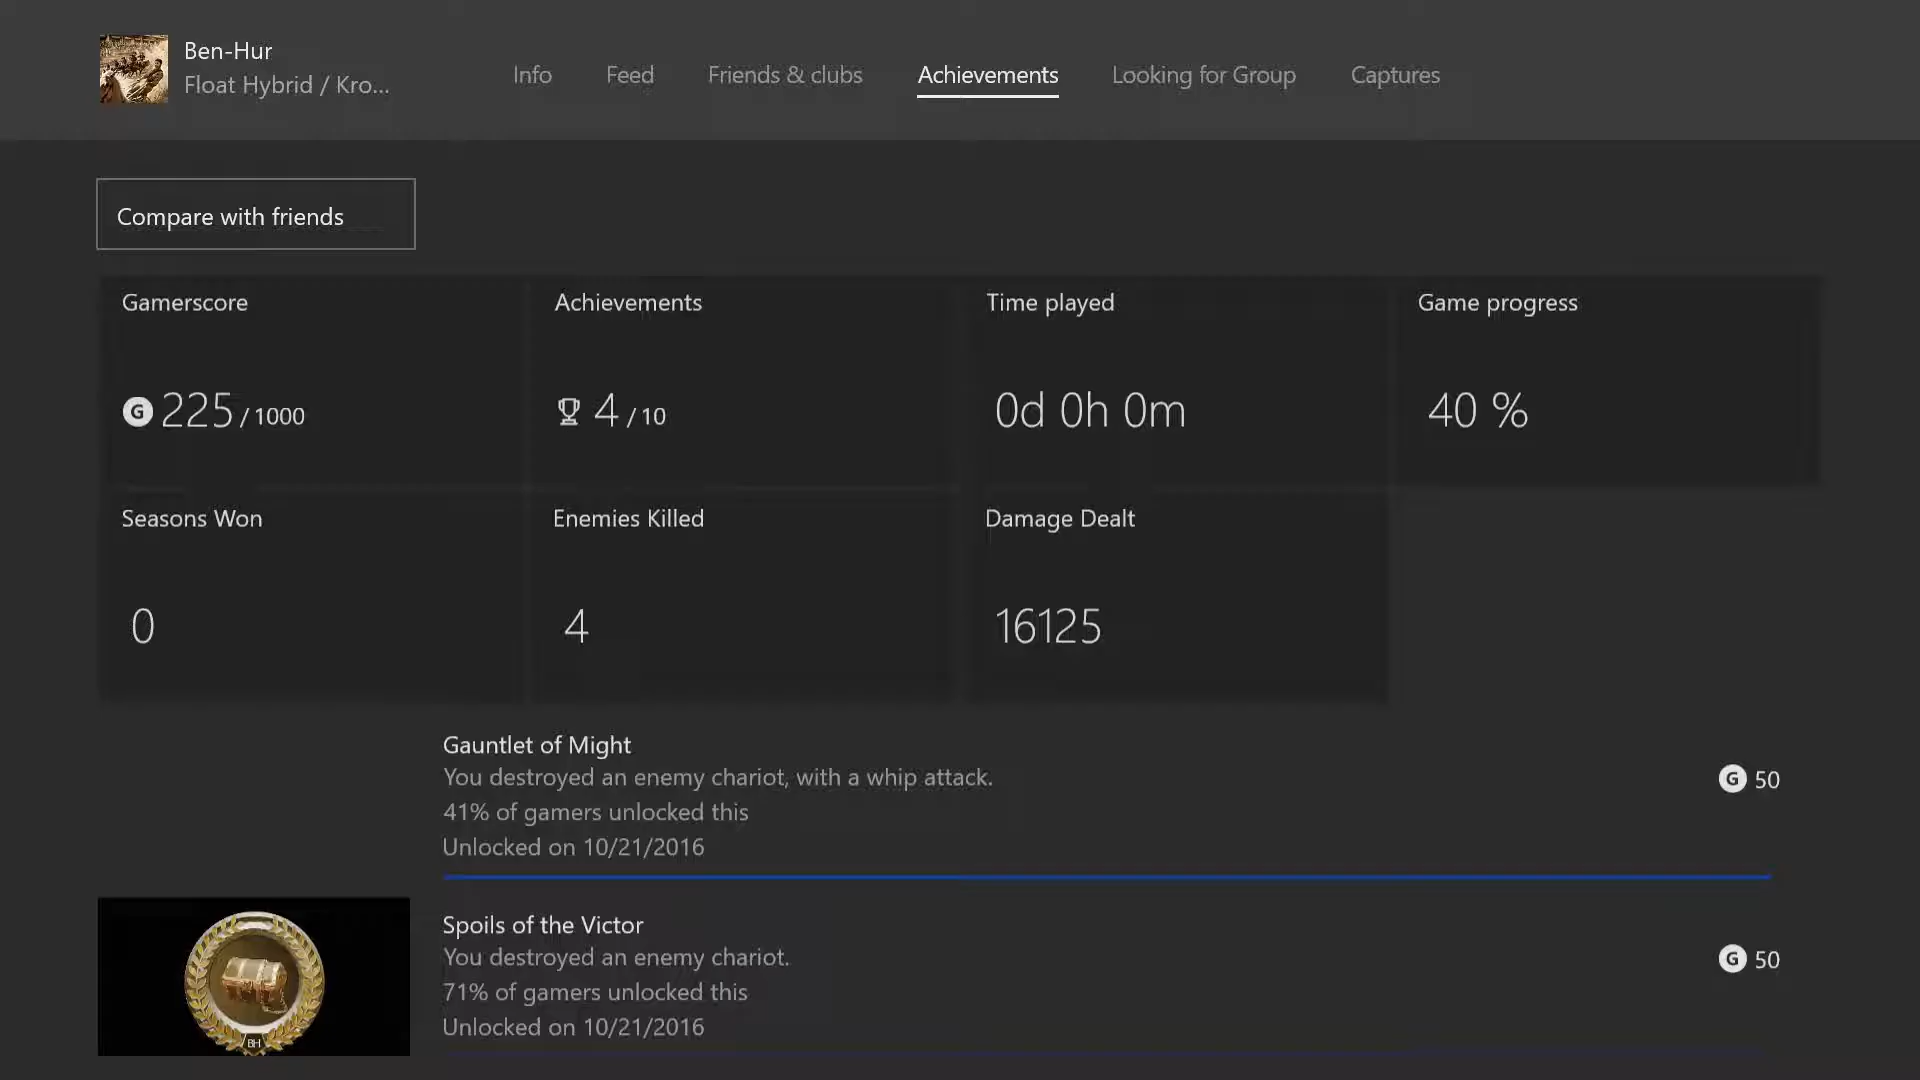 Ben-Hur
Float Hybrid / Kro...
Info
Feed
Friends & clubs
Achievements
Looking for Group
Captures
Compare with friends
Gamerscore
Achievements
Time played
Game progress
G 225 / 1000
4 / 10
0d 0h 0m
40 %
Seasons Won
Enemies Killed
Damage Dealt
0
4
16125
Gauntlet of Might
You destroyed an enemy chariot, with a whip attack.
41% of gamers unlocked this
Unlocked on 10/21/2016
G 50
Spoils of the Victor
You destroyed an enemy chariot.
71% of gamers unlocked this
Unlocked on 10/21/2016
G 50
BH